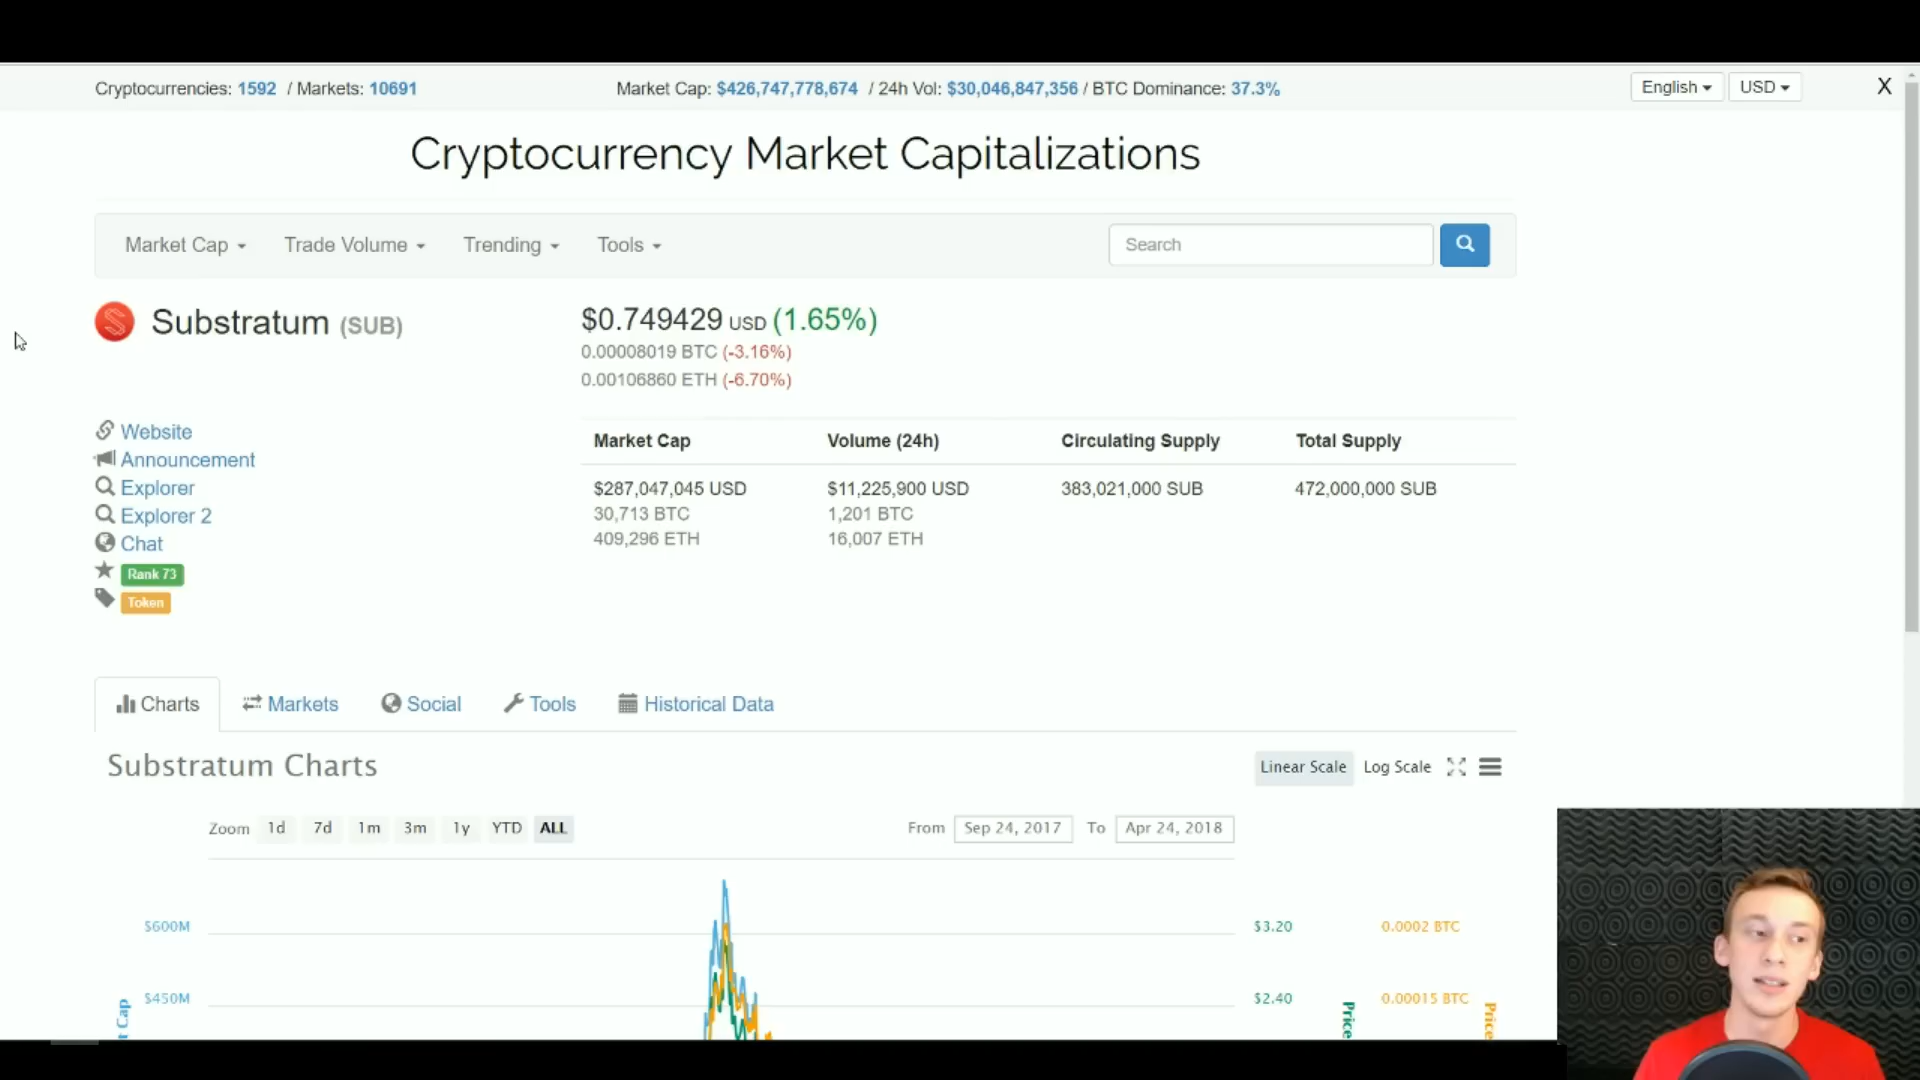 Cryptocurrencies: 1592 / Markets: 10691
Market Cap: $426,747,778,674 / 24h Vol: $30,046,847,356 / BTC Dominance: 37.3%
English
USD
X
Cryptocurrency Market Capitalizations
Market Cap
Trade Volume
Trending
Tools
Search
Substratum (SUB)
$0.749429 USD (1.65%)
0.00008019 BTC (-3.16%)
0.00106860 ETH (-6.70%)
Website
Announcement
Explorer
Explorer 2
Chat
Rank 73
Token
Market Cap
Volume (24h)
Circulating Supply
Total Supply
$287,047,045 USD
$11,225,900 USD
383,021,000 SUB
472,000,000 SUB
30,713 BTC
1,201 BTC
409,296 ETH
16,007 ETH
Charts
Markets
Social
Tools
Historical Data
Substratum Charts
Linear Scale
Log Scale
Zoom 1d 7d 1m 3m 1y YTD ALL
From Sep 24, 2017 To Apr 24, 2018
$600M
$3.20
0.0002 BTC
$450M
$2.40
0.00015 BTC
t Cap
Price
Price